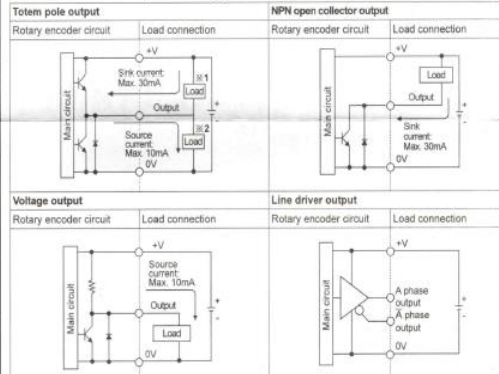 Totem pole output
Rotary encoder circuit
Load connection
Main circuit
+V
Sink current:
Max. 30mA
※1
Load
Output
Source
current:
Max. 10mA
※2
Load
0V
+
-
NPN open collector output
Rotary encoder circuit
Load connection
Main circuit
+V
Load
Output
Sink
current:
Max. 30mA
0V
+
-
Voltage output
Rotary encoder circuit
Load connection
Main circuit
+V
Source
current:
Max. 10mA
Output
Load
0V
+
-
Line driver output
Rotary encoder circuit
Load connection
Main circuit
+V
A phase
output
A̅ phase
output
0V
+
-